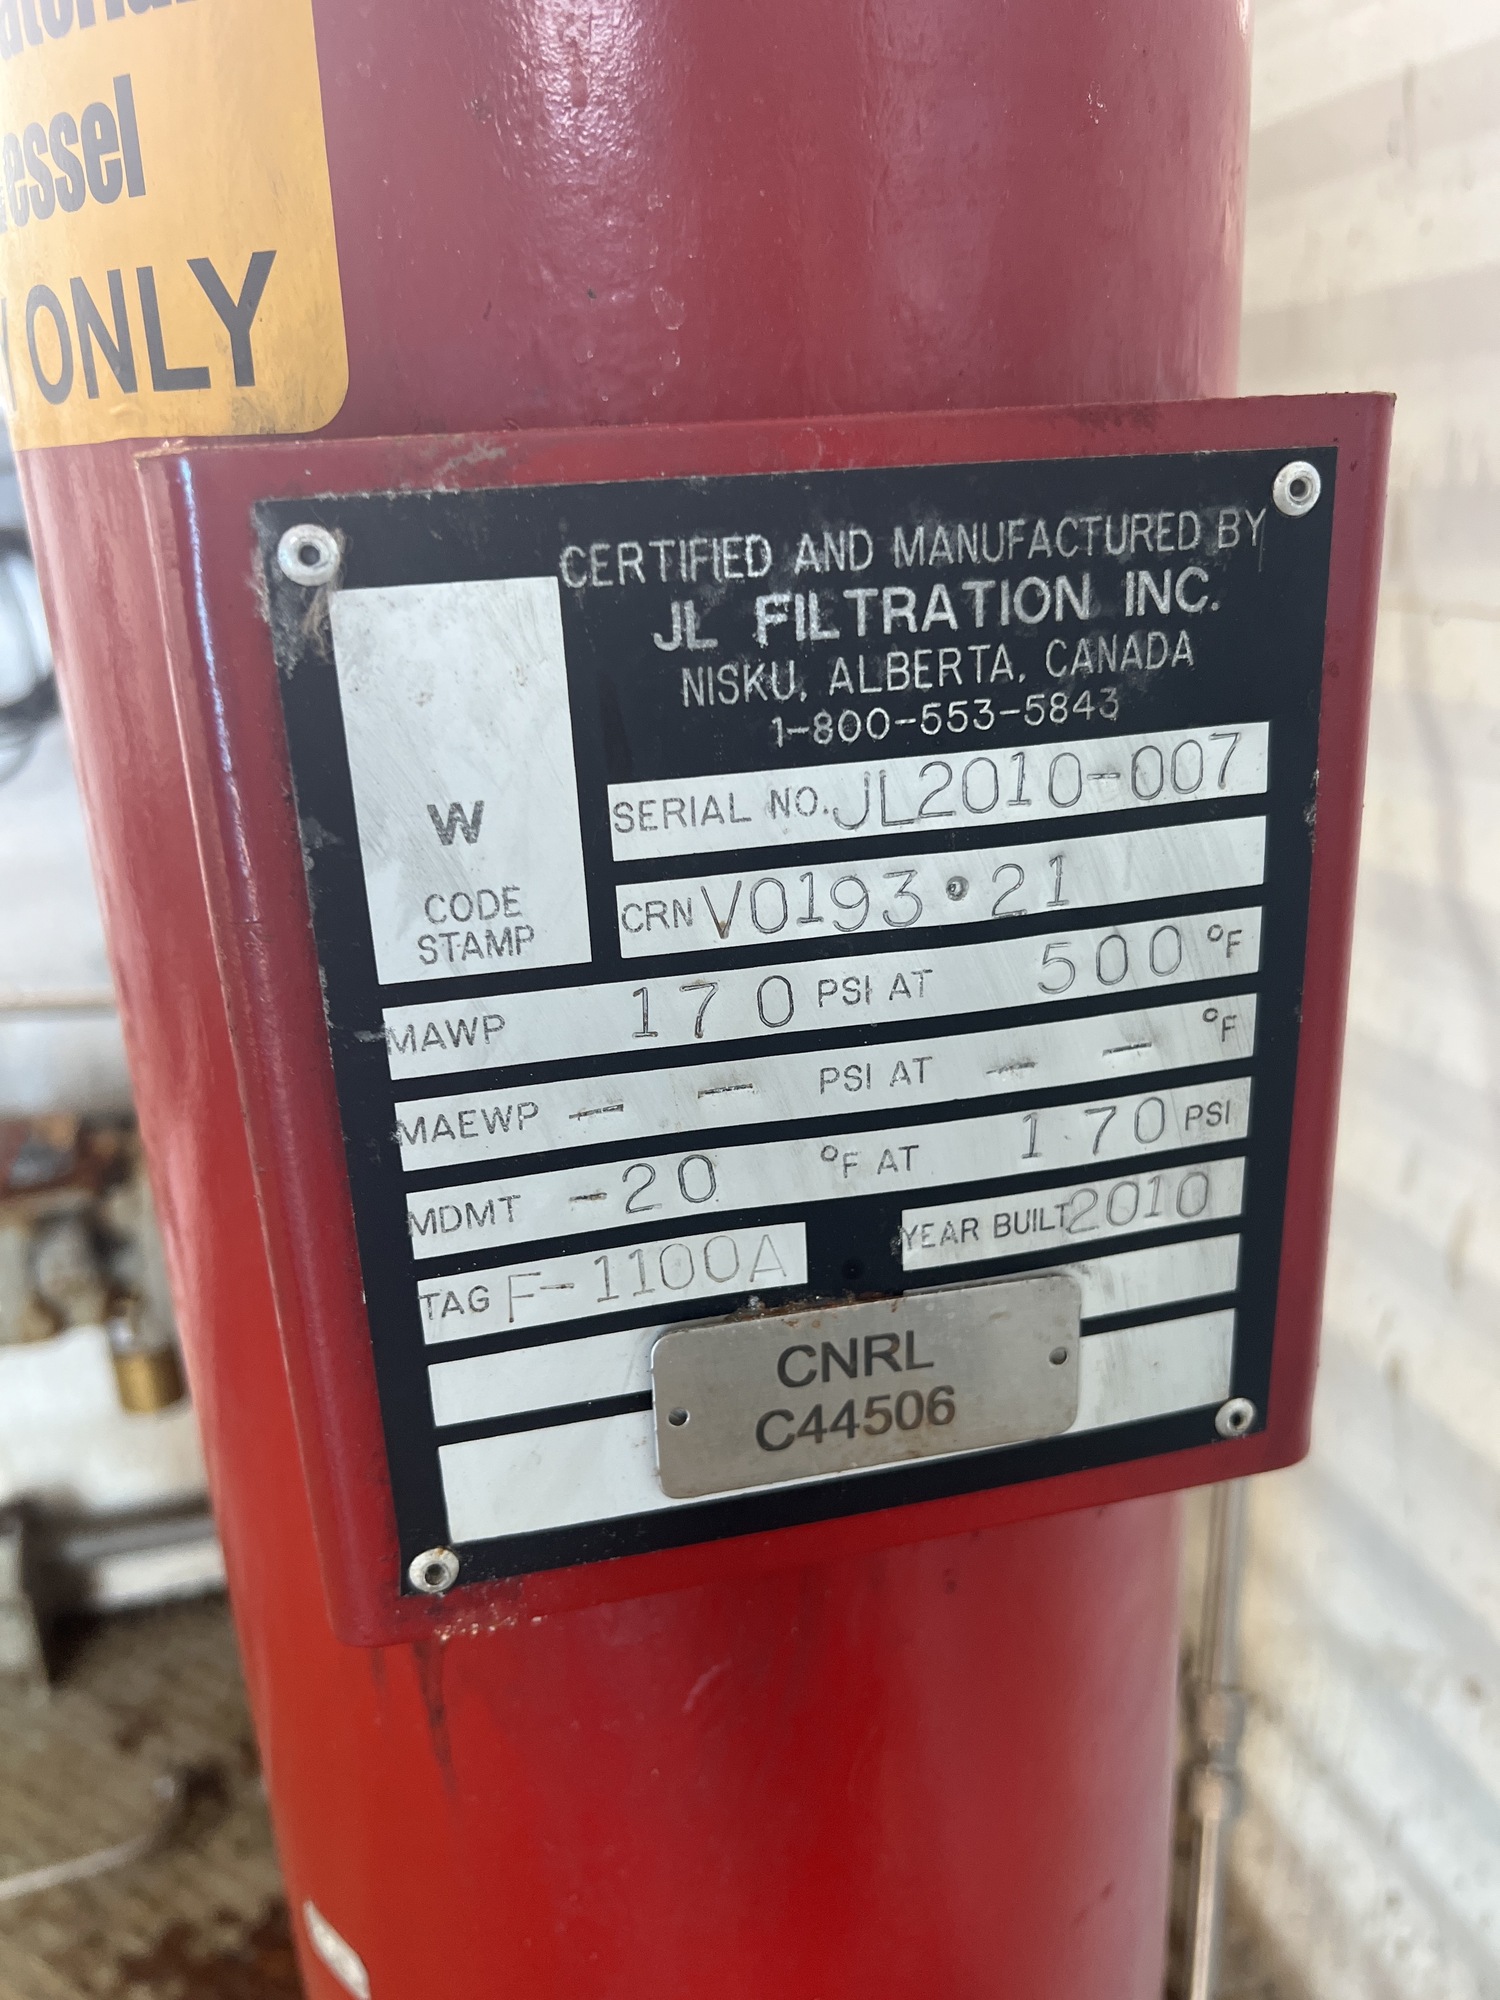 essel
ONLY
CERTIFIED AND MANUFACTURED BY
JL FILTRATION INC.
NISKU, ALBERTA, CANADA
1-800-553-5843
W
CODE
STAMP
SERIAL NO. JL2010-007
CRN V0193.21
MAWP 170 PSI AT 500 °F
MAEWP - - PSI AT - - °F
MDMT -20 °F AT 170 PSI
TAG F-1100A YEAR BUILT 2010
CNRL
C44506